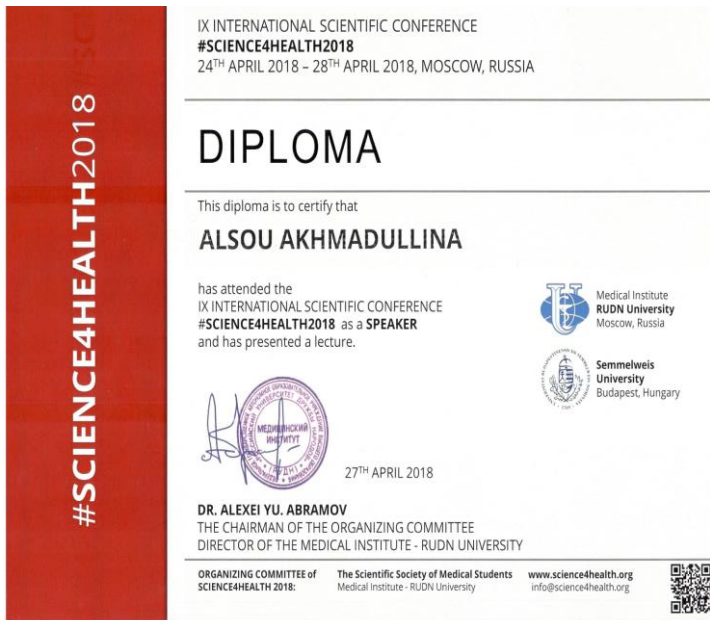 #SCIENCE4HEALTH2018
IX INTERNATIONAL SCIENTIFIC CONFERENCE
#SCIENCE4HEALTH2018
24TH APRIL 2018 – 28TH APRIL 2018, MOSCOW, RUSSIA
DIPLOMA
This diploma is to certify that
ALSOU AKHMADULLINA
has attended the
IX INTERNATIONAL SCIENTIFIC CONFERENCE
#SCIENCE4HEALTH2018 as a SPEAKER
and has presented a lecture.
Medical Institute
RUDN University
Moscow, Russia
Semmelweis
University
Budapest, Hungary
МЕДИЦИНСКИЙ
ИНСТИТУТ
27TH APRIL 2018
DR. ALEXEI YU. ABRAMOV
THE CHAIRMAN OF THE ORGANIZING COMMITTEE
DIRECTOR OF THE MEDICAL INSTITUTE - RUDN UNIVERSITY
ORGANIZING COMMITTEE of
SCIENCE4HEALTH 2018:
The Scientific Society of Medical Students
Medical Institute - RUDN University
www.science4health.org
info@science4health.org